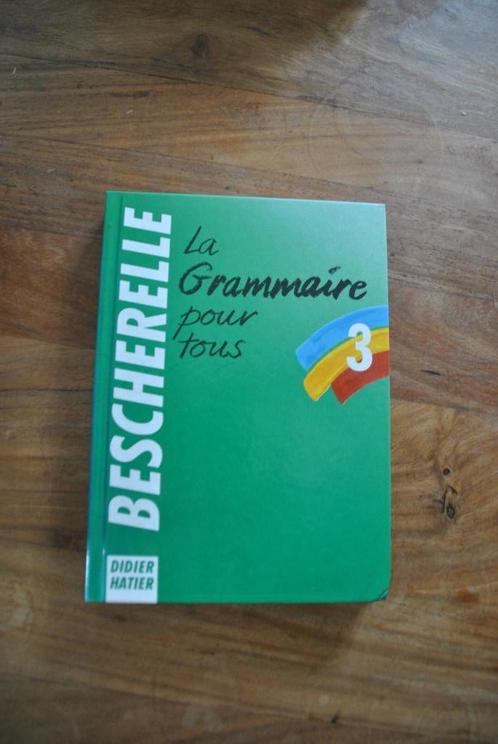 BESCHERELLE
La
Grammaire
pour
tous
3
DIDIER
HATIER